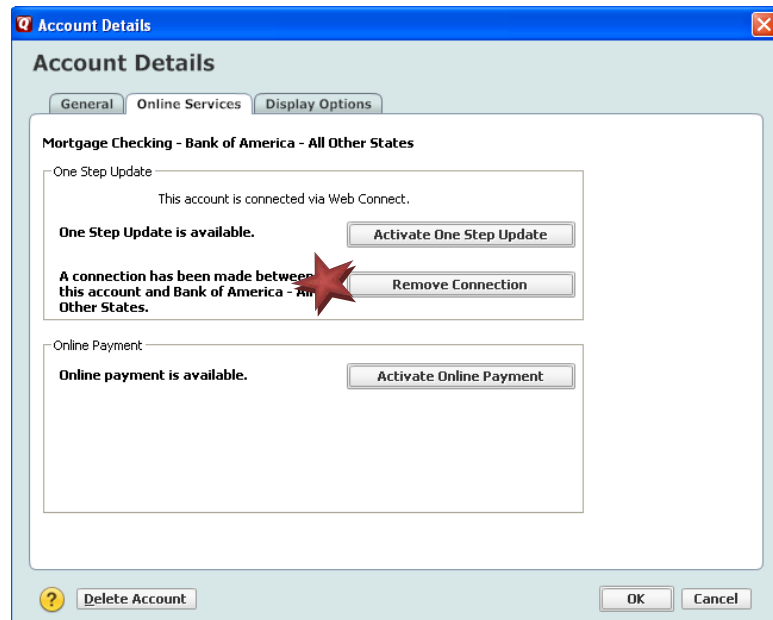 Account Details
Account Details
General Online Services Display Options
Mortgage Checking - Bank of America - All Other States
One Step Update
This account is connected via Web Connect.
One Step Update is available. Activate One Step Update
A connection has been made between
this account and Bank of America - All
Other States.
Remove Connection
Online Payment
Online payment is available. Activate Online Payment
? Delete Account OK Cancel